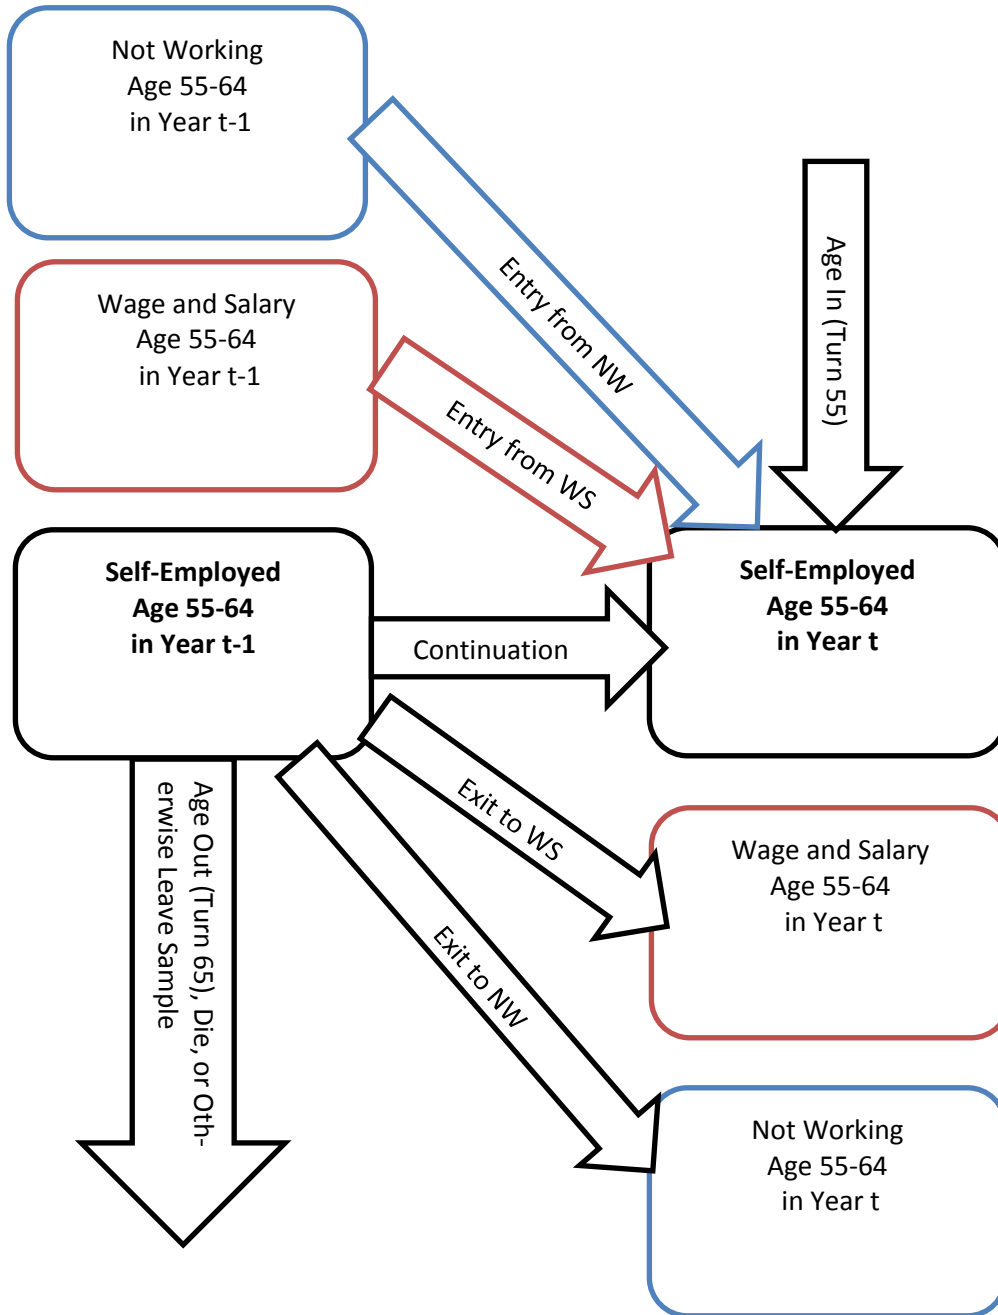 Not Working
Age 55-64
in Year t-1
Entry from NW
Age In (Turn 55)
Wage and Salary
Age 55-64
in Year t-1
Entry from WS
Self-Employed
Age 55-64
in Year t-1
Continuation
Self-Employed
Age 55-64
in Year t
Exit to WS
Wage and Salary
Age 55-64
in Year t
Exit to NW
Age Out (Turn 65), Die, or Oth-
erwise Leave Sample
Not Working
Age 55-64
in Year t